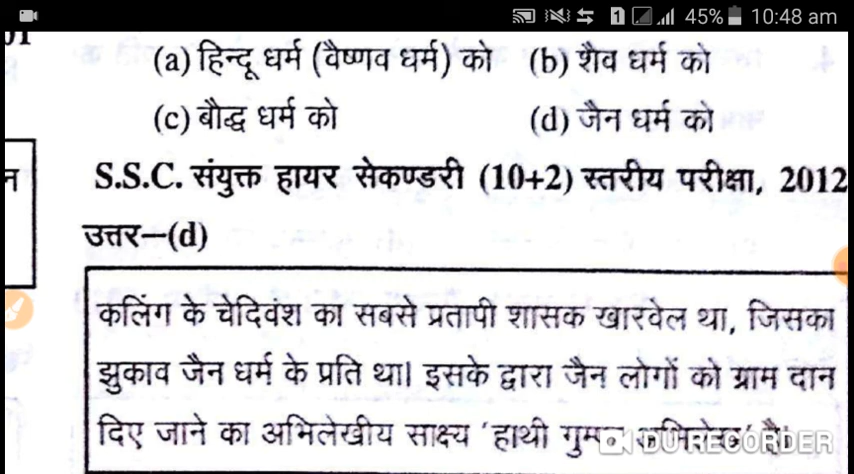 1 45% 10:48 am
(a) हिन्दू धर्म (वैष्णव धर्म) को (b) शैव धर्म को
(c) बौद्ध धर्म को (d) जैन धर्म को
S.S.C. संयुक्त हायर सेकण्डरी (10+2) स्तरीय परीक्षा, 2012
उत्तर–(d)
कलिंग के चेदिवंश का सबसे प्रतापी शासक खारवेल था, जिसका
झुकाव जैन धर्म के प्रति था। इसके द्वारा जैन लोगों को ग्राम दान
दिए जाने का अभिलेखीय साक्ष्य 'हाथी है।
DU RECORDER